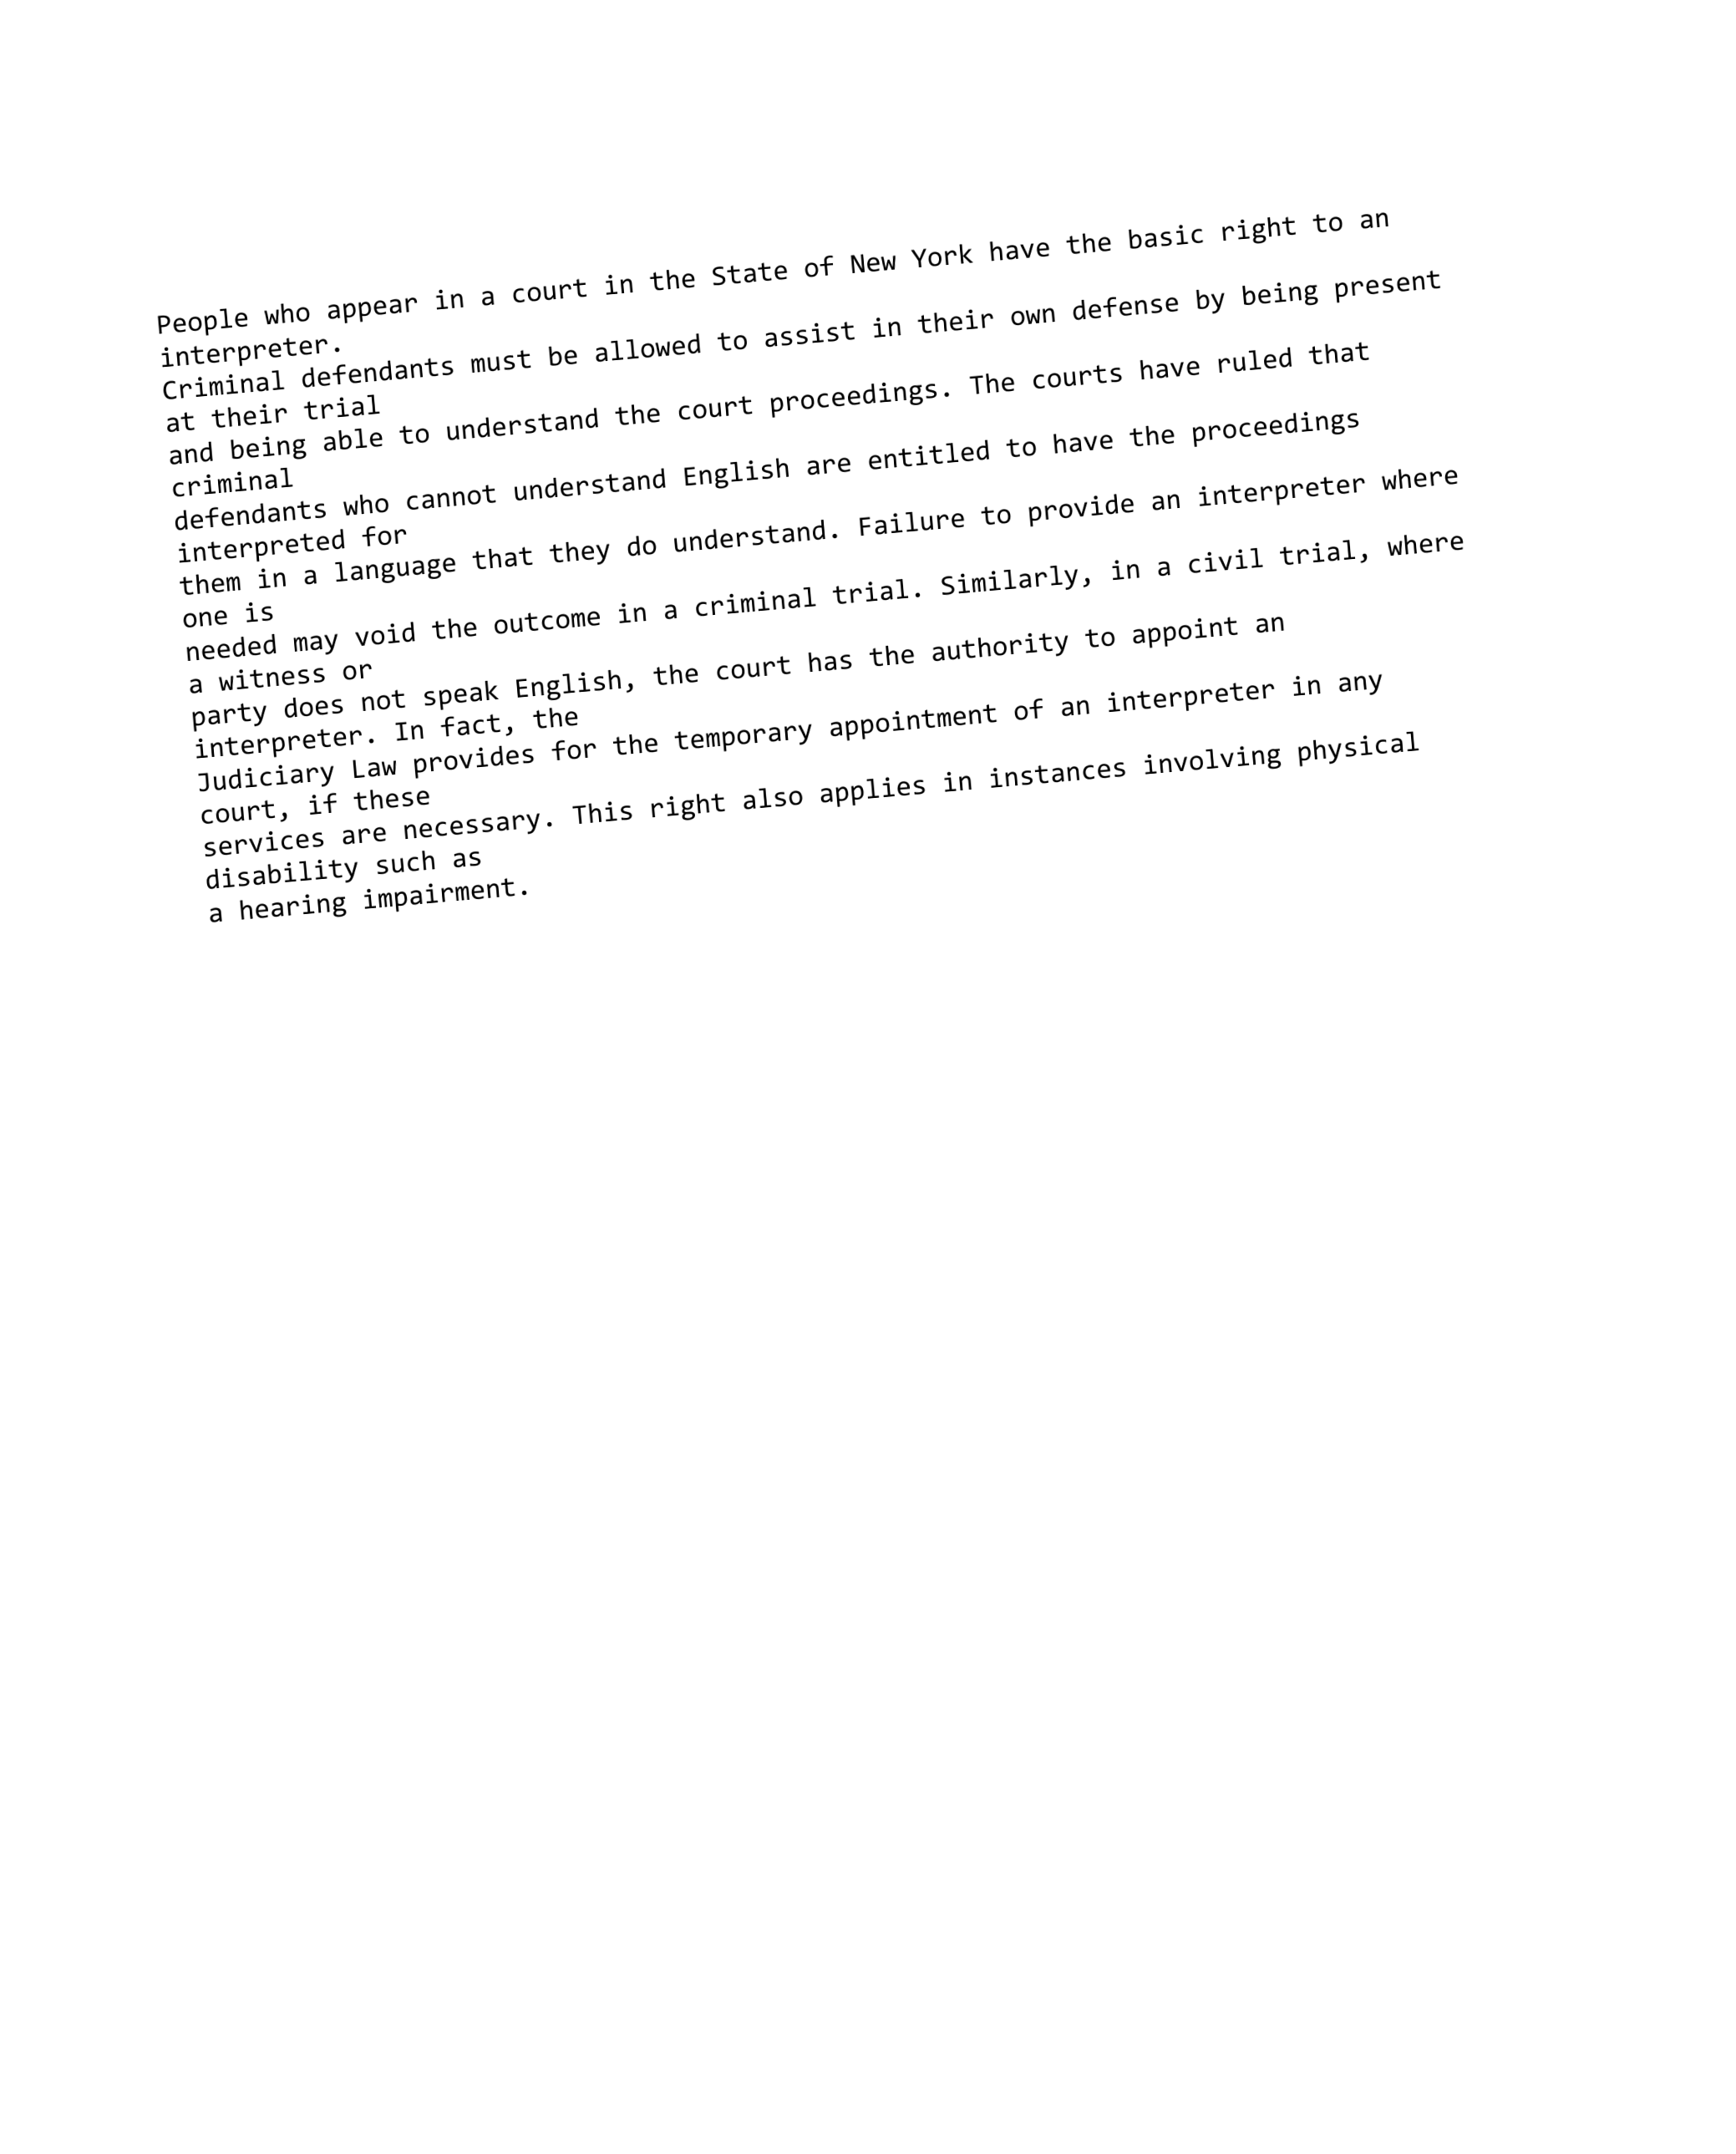 People who appear in a court in the State of New York have the basic right to an
interpreter.
Criminal defendants must be allowed to assist in their own defense by being present
at their trial
and being able to understand the court proceedings. The courts have ruled that
criminal
defendants who cannot understand English are entitled to have the proceedings
interpreted for
them in a language that they do understand. Failure to provide an interpreter where
one is
needed may void the outcome in a criminal trial. Similarly, in a civil trial, where
a witness or
party does not speak English, the court has the authority to appoint an
interpreter. In fact, the
Judiciary Law provides for the temporary appointment of an interpreter in any
court, if these
services are necessary. This right also applies in instances involving physical
disability such as
a hearing impairment.